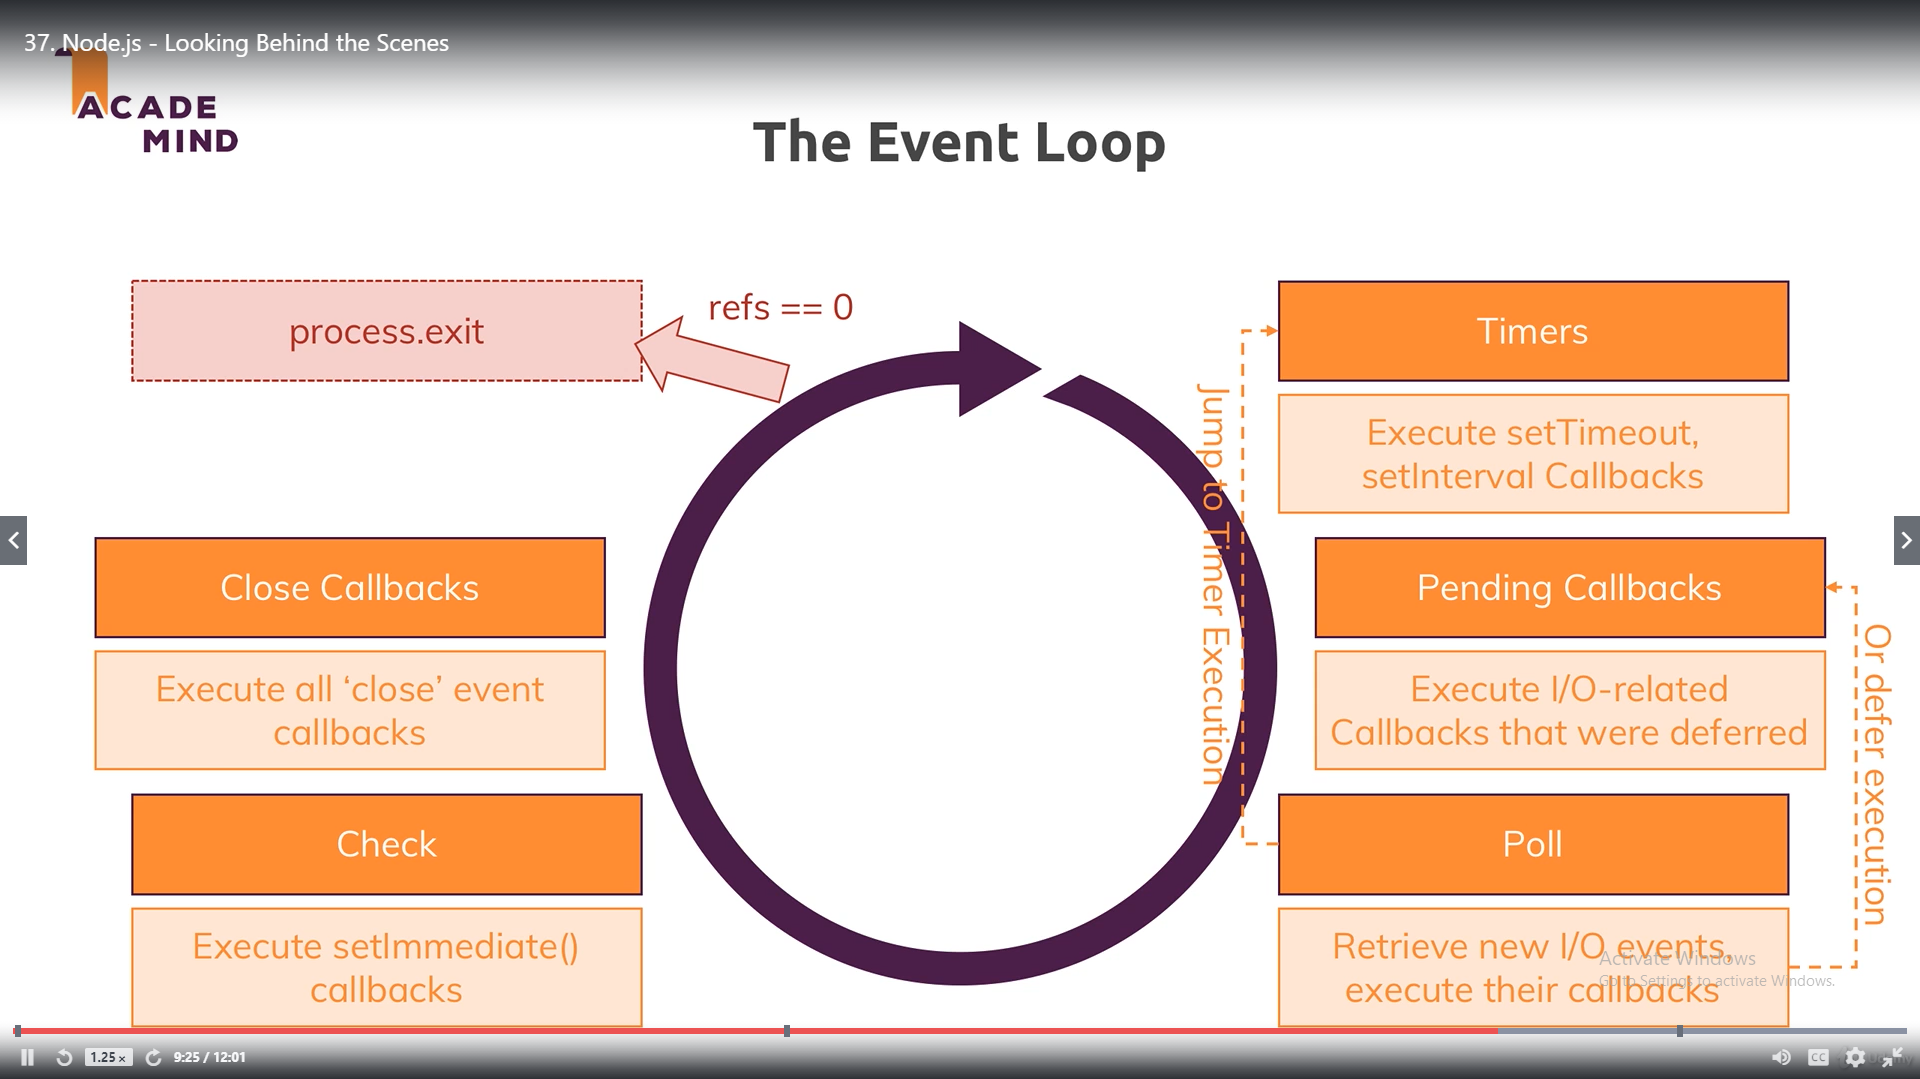 37. Node.js - Looking Behind the Scenes
ACADE
MIND
The Event Loop
process.exit
refs == 0
Timers
Execute setTimeout,
setInterval Callbacks
Jump to Timer Execution
Close Callbacks
Execute all ‘close’ event
callbacks
Pending Callbacks
Execute I/O-related
Callbacks that were deferred
Or defer execution
Check
Execute setImmediate()
callbacks
Poll
Retrieve new I/O events,
execute their callbacks
Activate Windows
Go to Settings to activate Windows.
1.25 x
9:25 / 12:01
CC